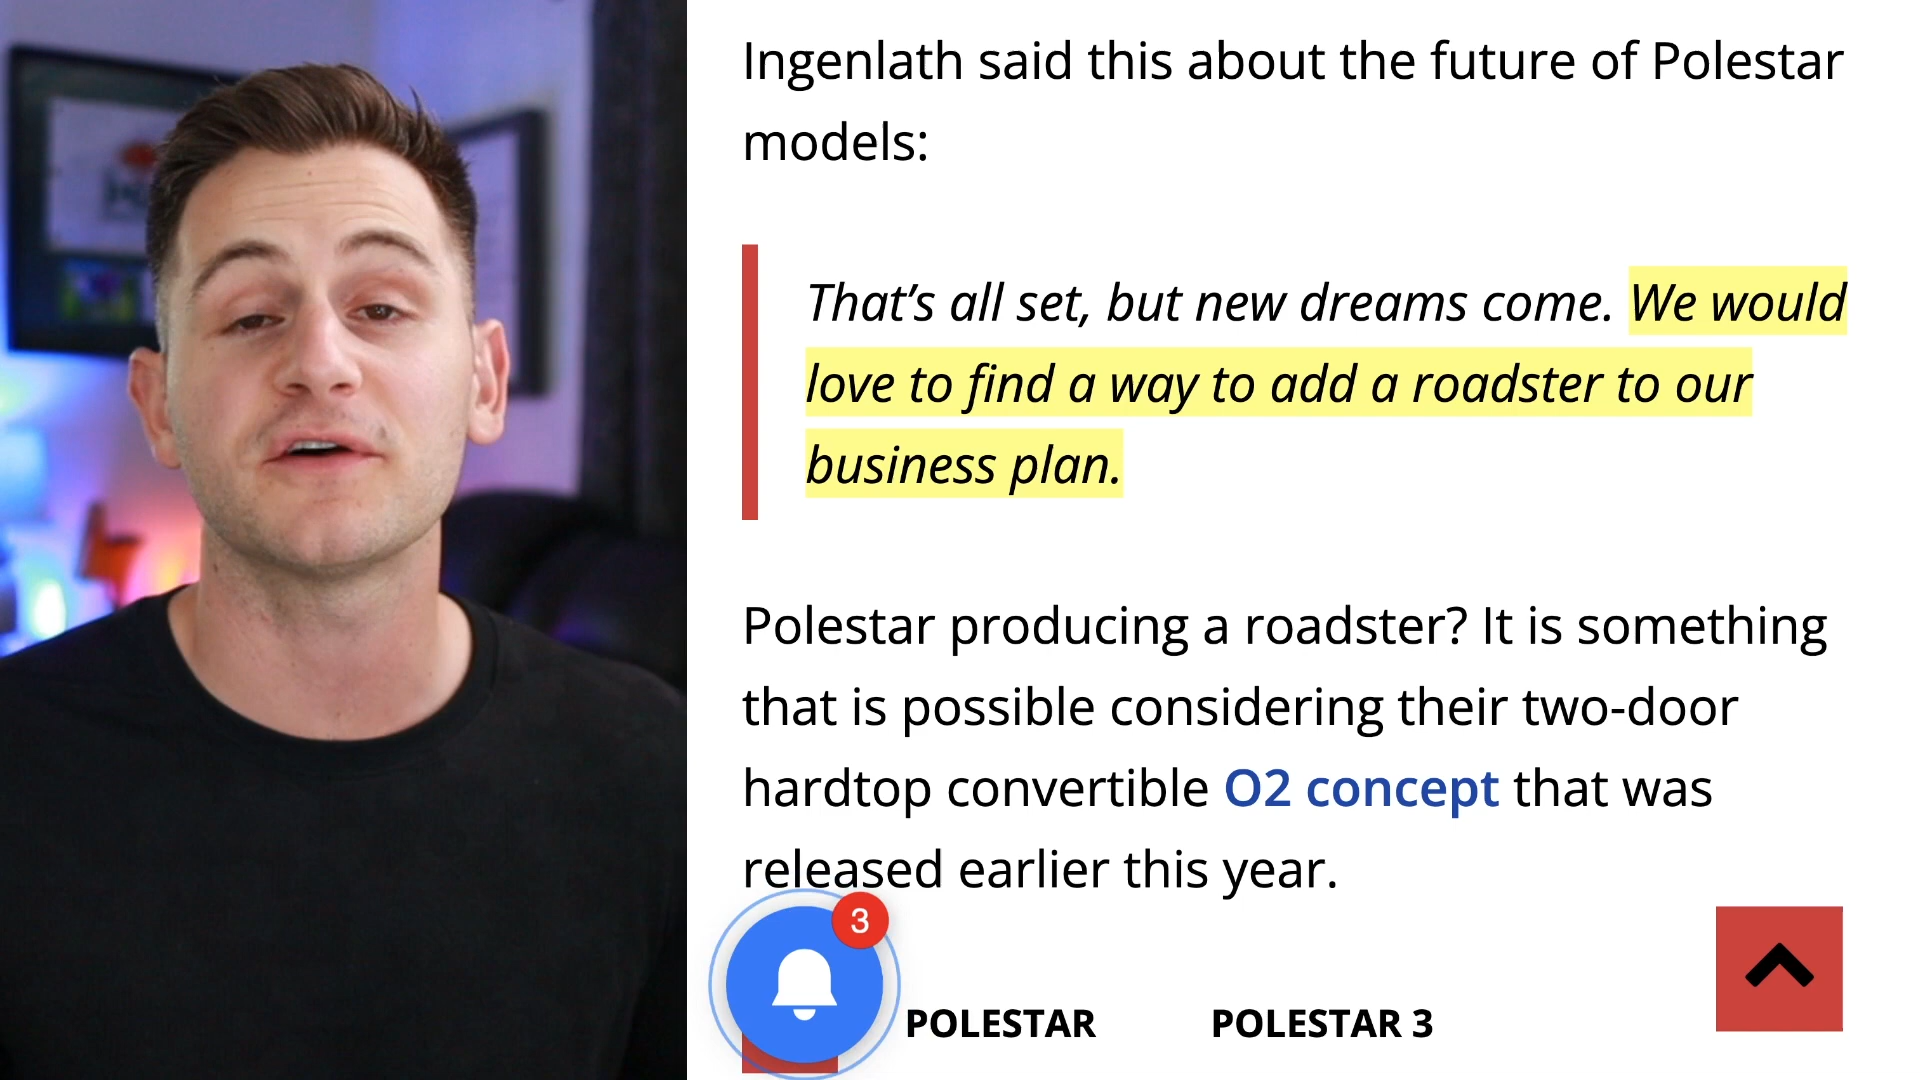 Ingenlath said this about the future of Polestar
models:
That's all set, but new dreams come. We would
love to find a way to add a roadster to our
business plan.
Polestar producing a roadster? It is something
that is possible considering their two-door
hardtop convertible O2 concept that was
released earlier this year.
3
POLESTAR POLESTAR 3